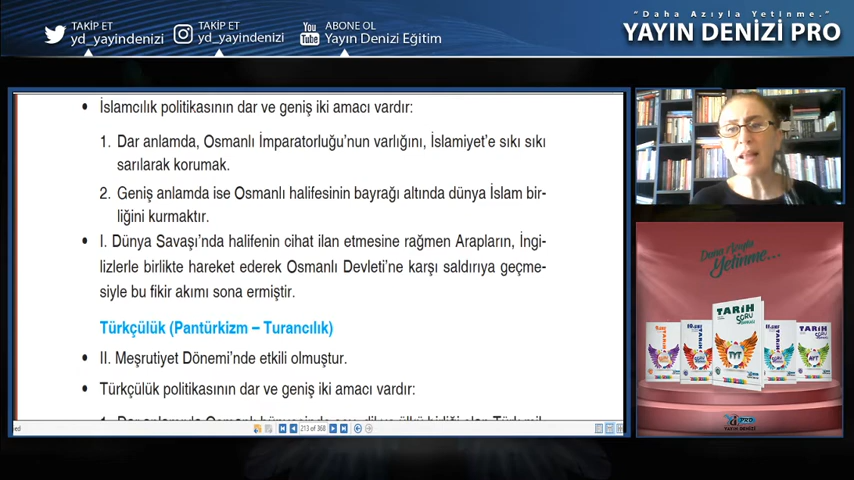 "Daha Azıyla Yetinme."
TAKİP ET
yd_yayindenizi
TAKİP ET
yd_yayindenizi
You
Tube
ABONE OL
Yayın Denizi Eğitim
YAYIN DENİZİ PRO
• İslamcılık politikasının dar ve geniş iki amacı vardır:
1. Dar anlamda, Osmanlı İmparatorluğu'nun varlığını, İslamiyet'e sıkı sıkı
sarılarak korumak.
2. Geniş anlamda ise Osmanlı halifesinin bayrağı altında dünya İslam bir-
liğini kurmaktır.
• I. Dünya Savaşı'nda halifenin cihat ilan etmesine rağmen Arapların, İngi-
lizlerle birlikte hareket ederek Osmanlı Devleti'ne karşı saldırıya geçme-
siyle bu fikir akımı sona ermiştir.
Türkçülük (Pantürkizm – Turancılık)
• II. Meşrutiyet Dönemi'nde etkili olmuştur.
• Türkçülük politikasının dar ve geniş iki amacı vardır:
213 of 368
Daha Azıyla
Yetinme...
TARİH
SORU
TYT
TARİH
AYT
PRO
YAYIN DENİZİ